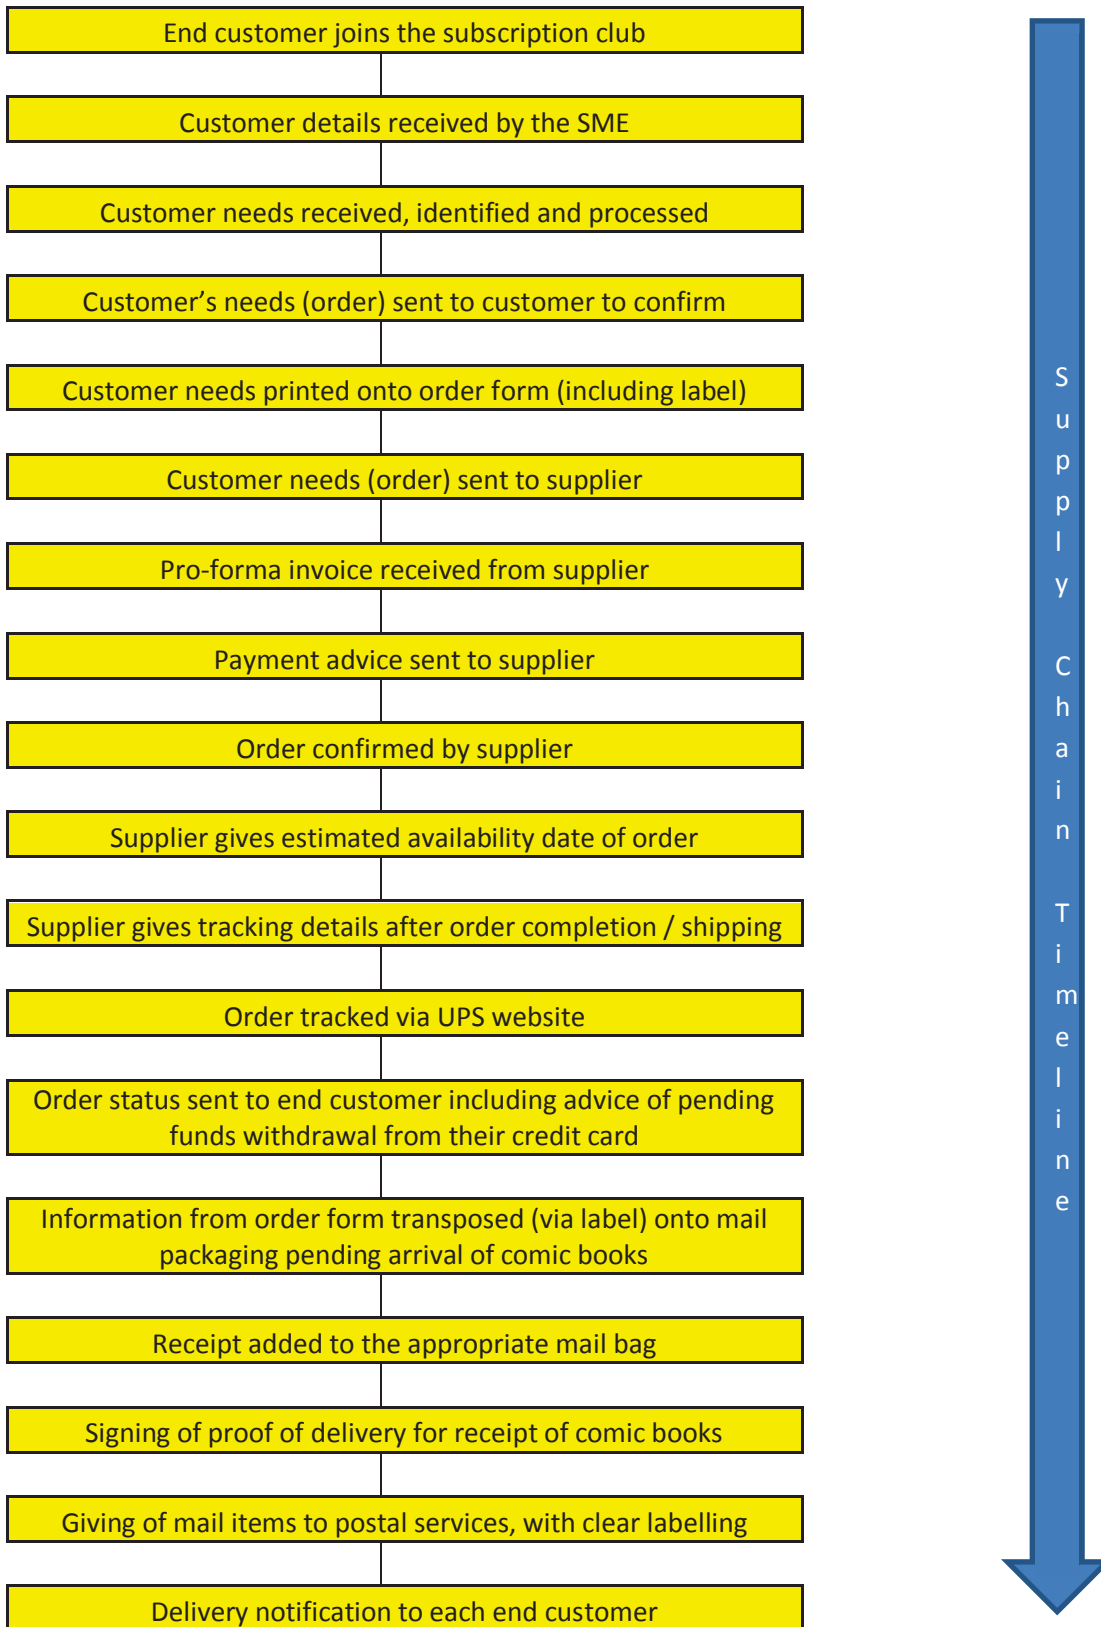 End customer joins the subscription club
Customer details received by the SME
Customer needs received, identified and processed
Customer’s needs (order) sent to customer to confirm
Customer needs printed onto order form (including label)
Customer needs (order) sent to supplier
Pro-forma invoice received from supplier
Payment advice sent to supplier
Order confirmed by supplier
Supplier gives estimated availability date of order
Supplier gives tracking details after order completion / shipping
Order tracked via UPS website
Order status sent to end customer including advice of pending
funds withdrawal from their credit card
Information from order form transposed (via label) onto mail
packaging pending arrival of comic books
Receipt added to the appropriate mail bag
Signing of proof of delivery for receipt of comic books
Giving of mail items to postal services, with clear labelling
Delivery notification to each end customer
Supply Chain Timeline